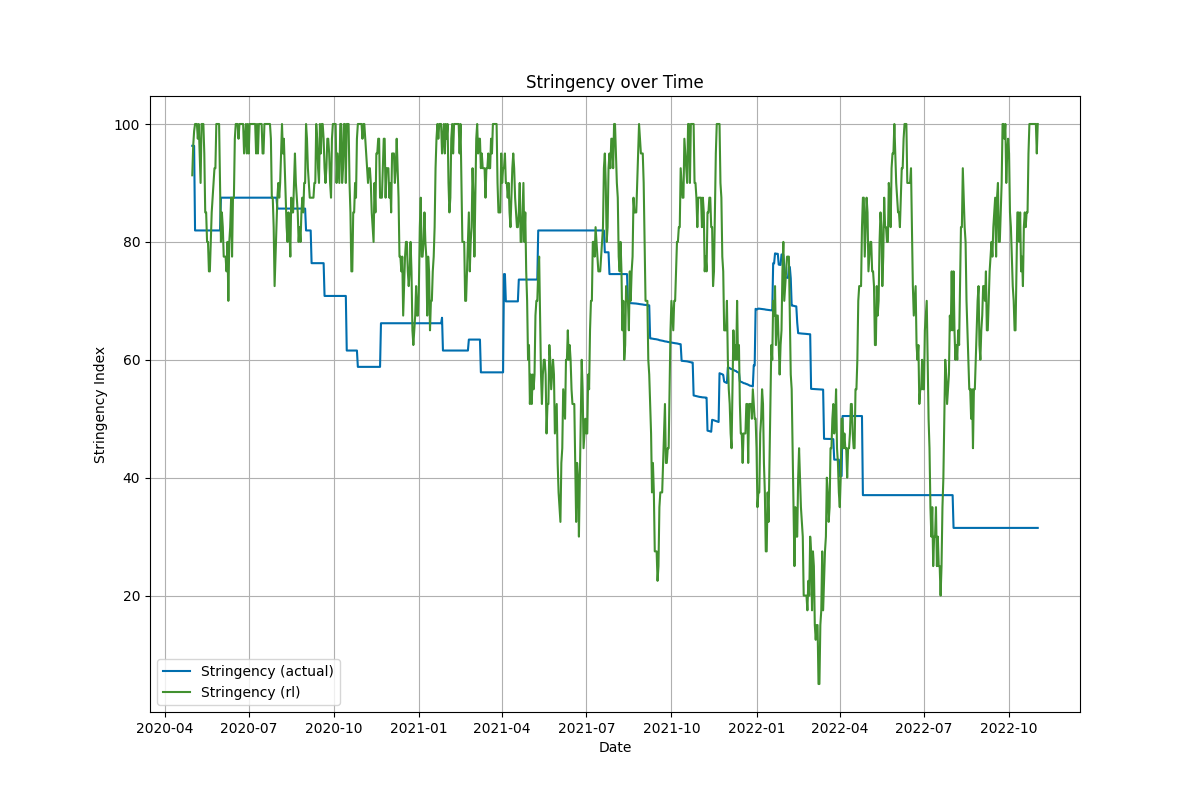 Stringency over Time
Stringency Index
100
80
60
40
20
Stringency (actual)
Stringency (rl)
2020-04 2020-07 2020-10 2021-01 2021-04 2021-07 2021-10 2022-01 2022-04 2022-07 2022-10
Date